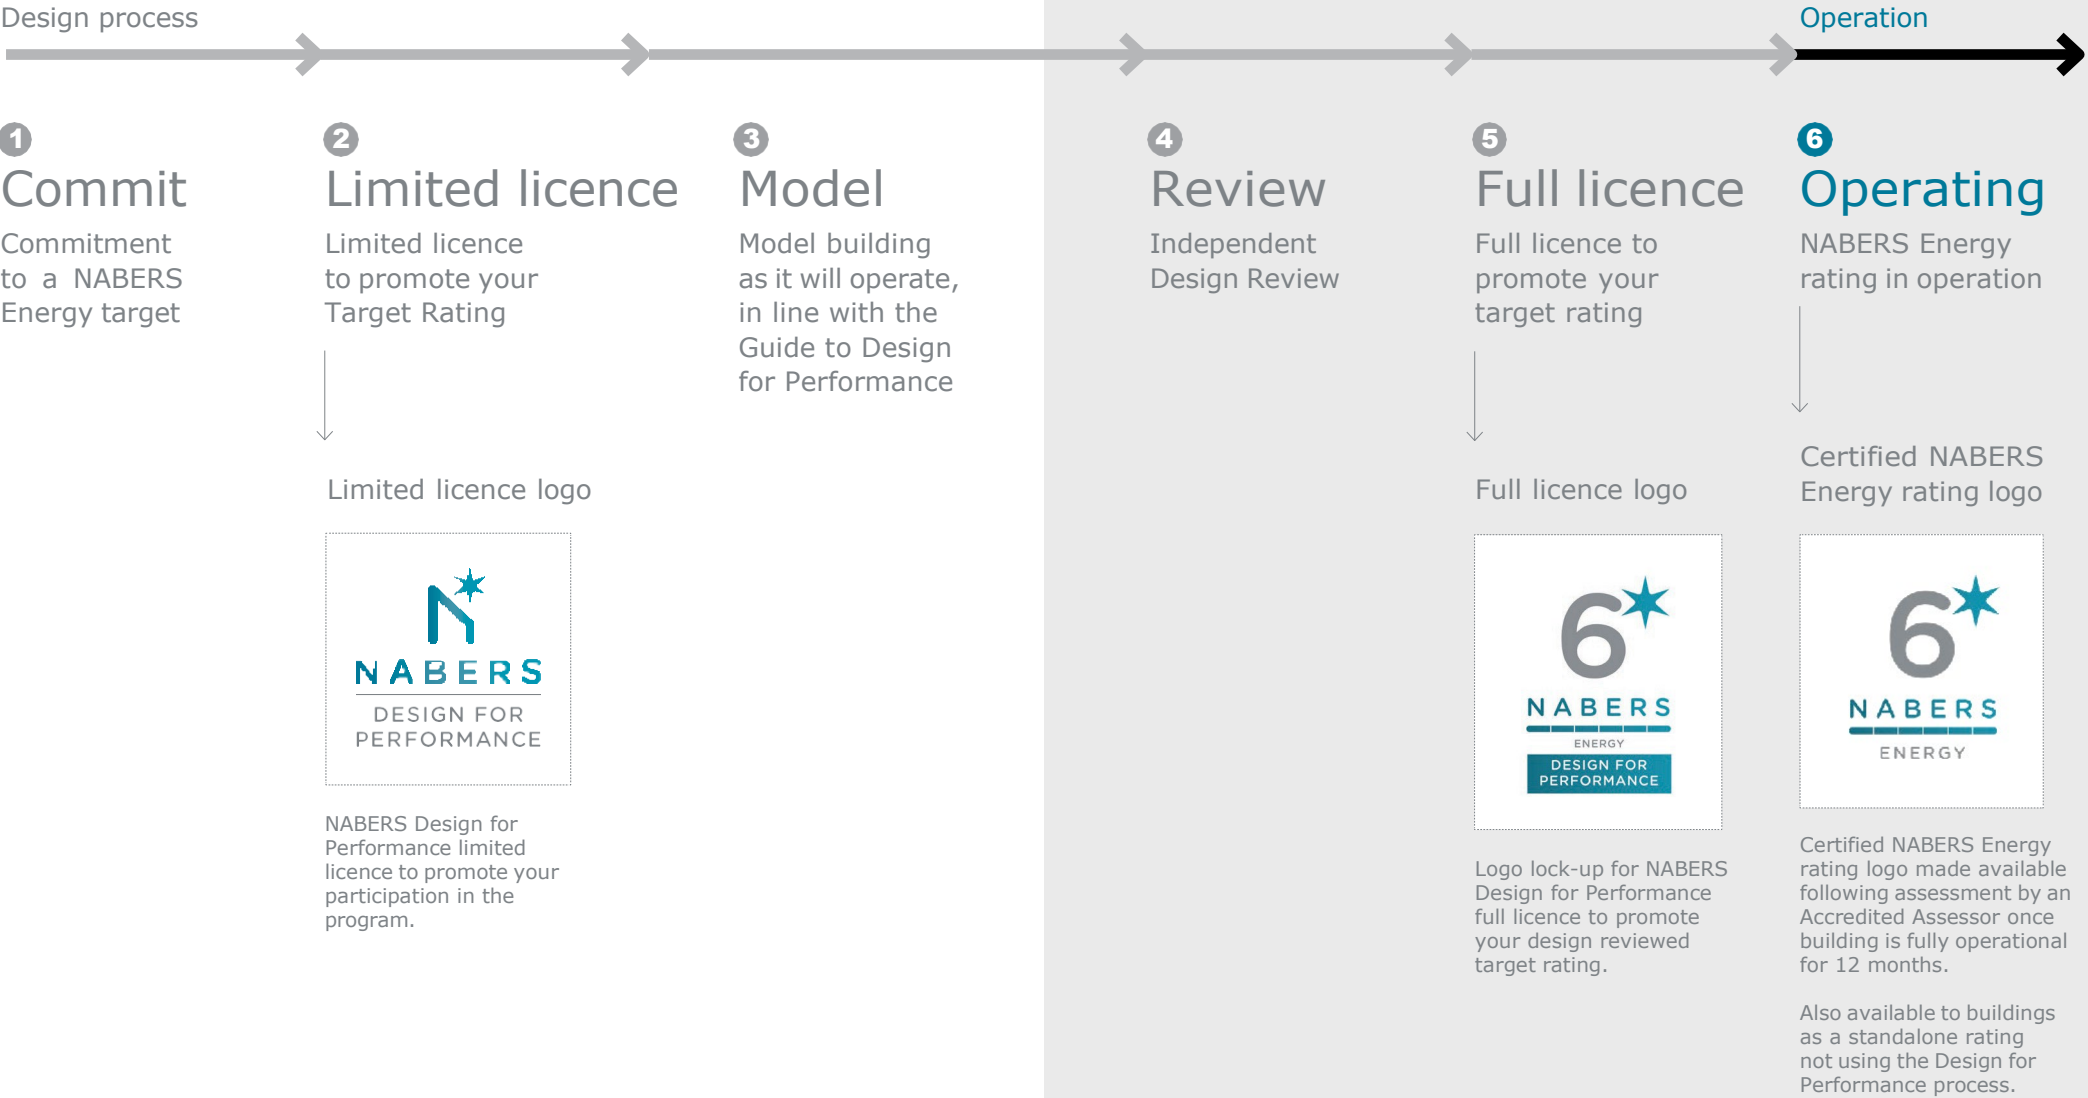 Design process
Operation
1
Commit
Commitment
to a NABERS
Energy target
2
Limited licence
Limited licence
to promote your
Target Rating
Limited licence logo
NABERS
DESIGN FOR
PERFORMANCE
NABERS Design for
Performance limited
licence to promote your
participation in the
program.
3
Model
Model building
as it will operate,
in line with the
Guide to Design
for Performance
4
Review
Independent
Design Review
5
Full licence
Full licence to
promote your
target rating
Full licence logo
6
NABERS
ENERGY
DESIGN FOR
PERFORMANCE
Logo lock-up for NABERS
Design for Performance
full licence to promote
your design reviewed
target rating.
6
Operating
NABERS Energy
rating in operation
Certified NABERS
Energy rating logo
6
NABERS
ENERGY
Certified NABERS Energy
rating logo made available
following assessment by an
Accredited Assessor once
building is fully operational
for 12 months.
Also available to buildings
as a standalone rating
not using the Design for
Performance process.